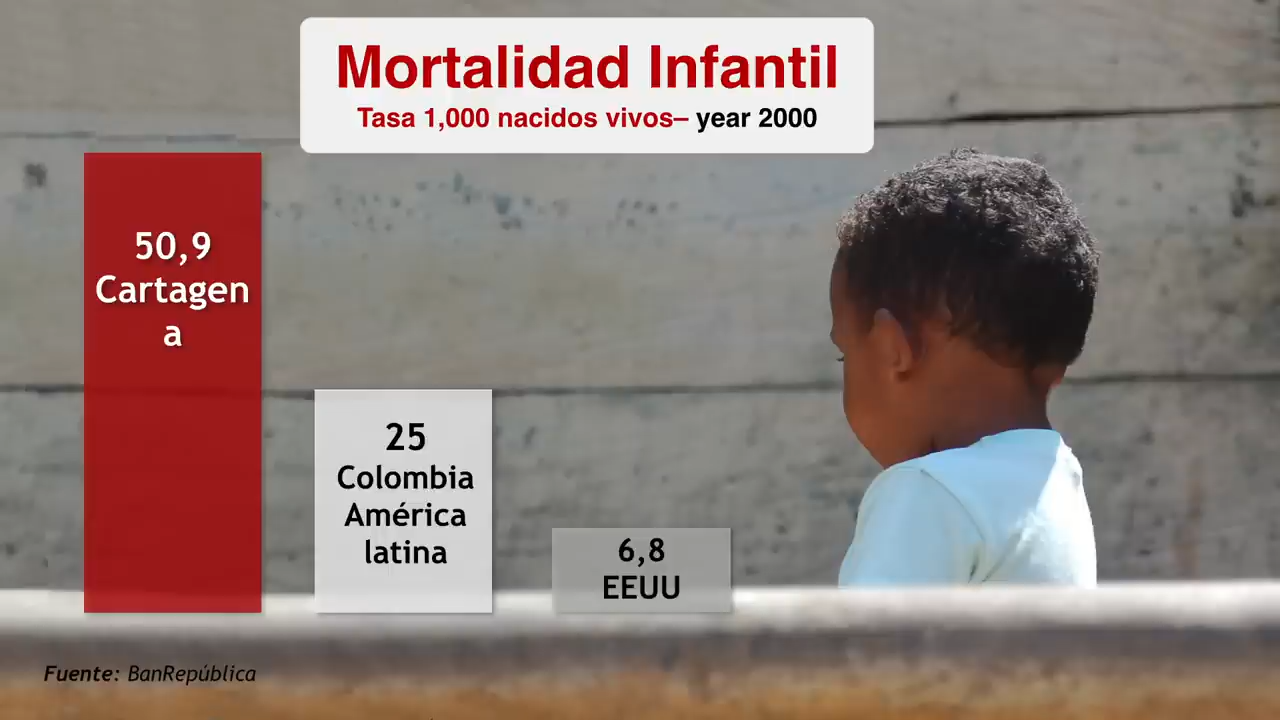 Mortalidad Infantil
Tasa 1,000 nacidos vivos– year 2000
50,9
Cartagen
a
25
Colombia
América
latina
6,8
EEUU
Fuente: BanRepública